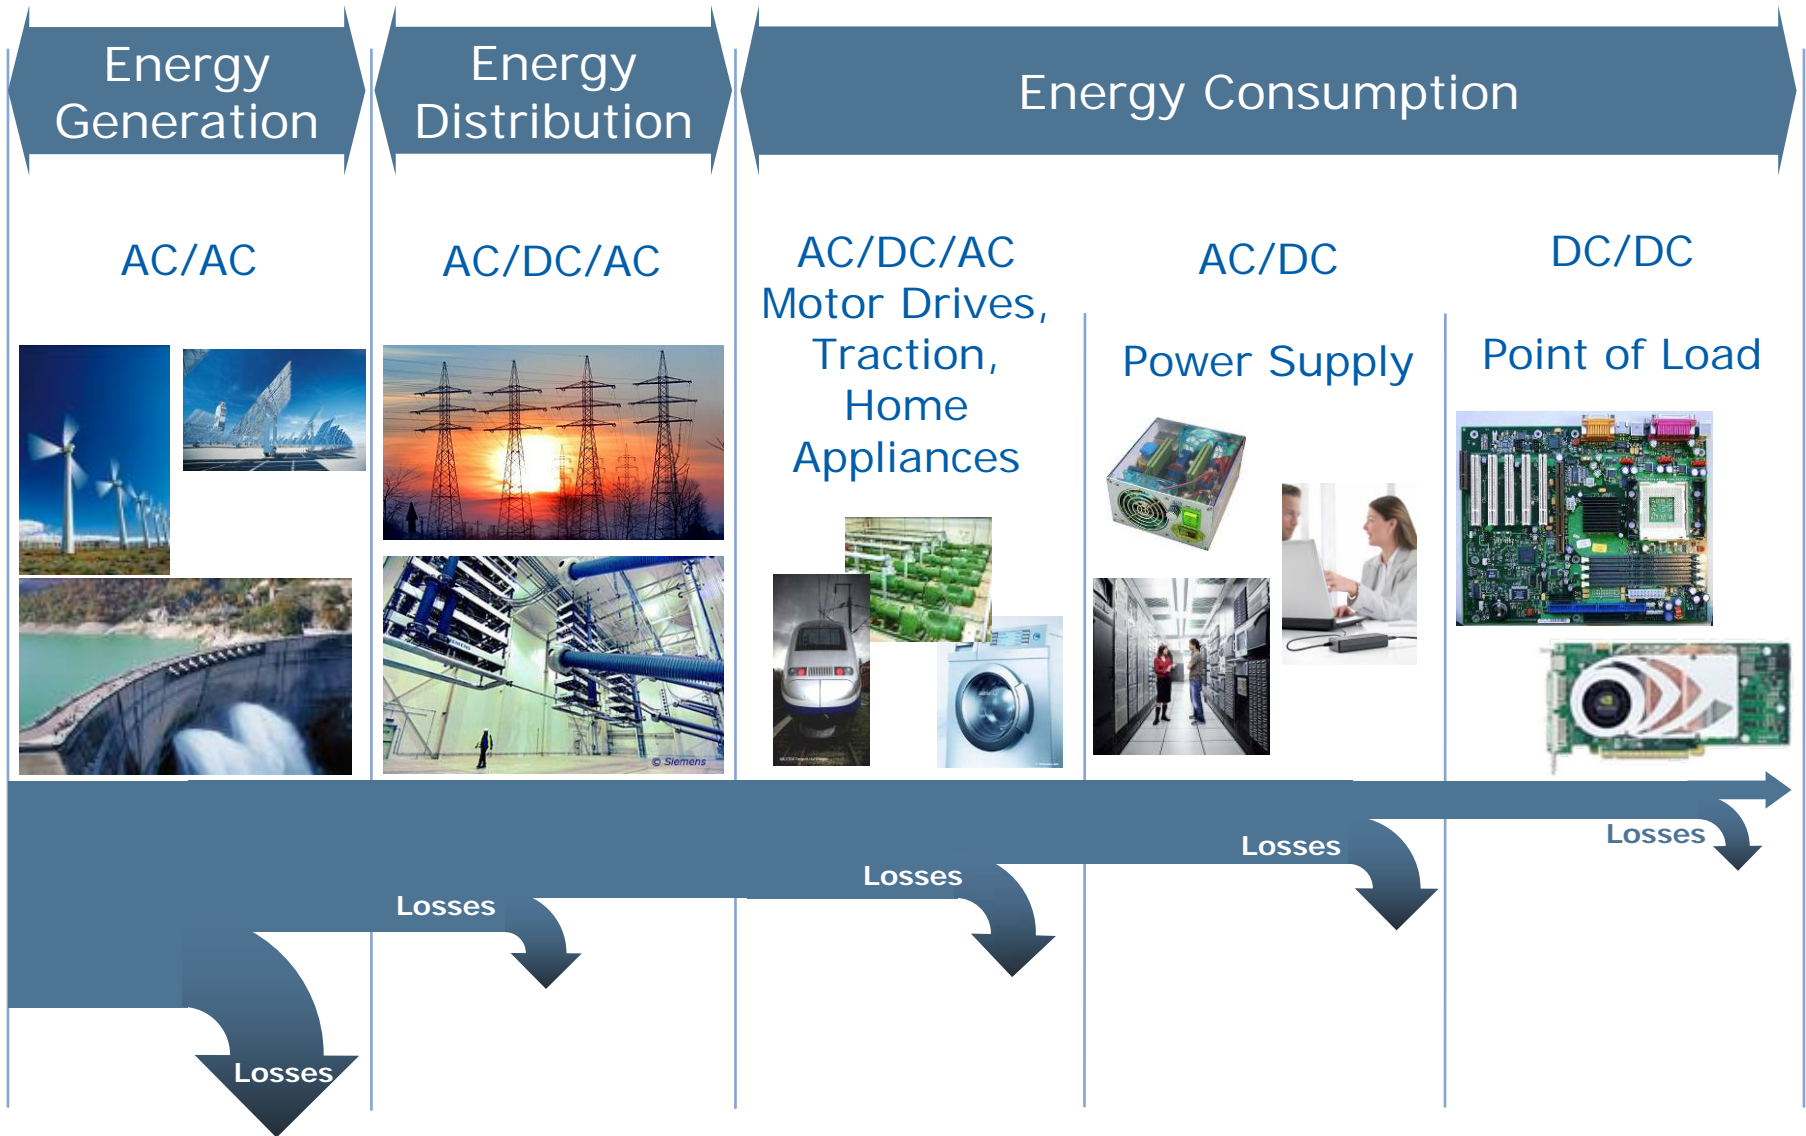 Energy
Generation
Energy
Distribution
Energy Consumption
AC/AC
AC/DC/AC
AC/DC/AC
Motor Drives,
Traction,
Home
Appliances
AC/DC
Power Supply
DC/DC
Point of Load
© Siemens
Losses
Losses
Losses
Losses
Losses